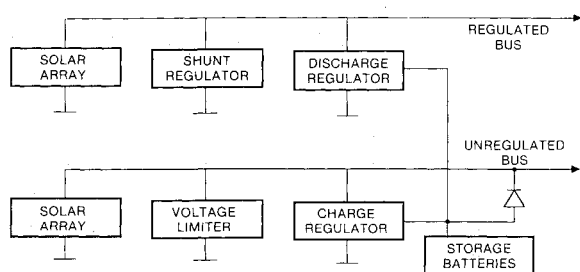 REGULATED
BUS
SOLAR
ARRAY
SHUNT
REGULATOR
DISCHARGE
REGULATOR
UNREGULATED
BUS
SOLAR
ARRAY
VOLTAGE
LIMITER
CHARGE
REGULATOR
STORAGE
BATTERIES